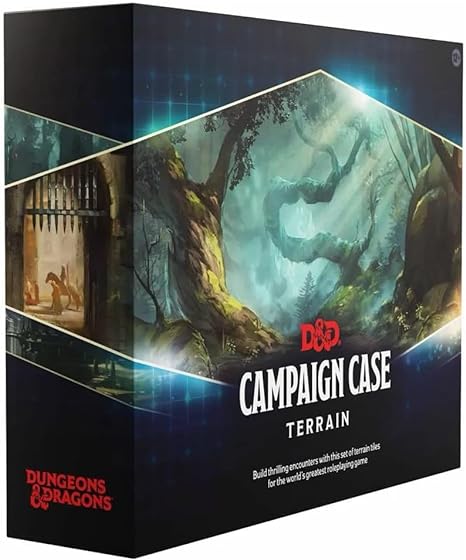 D&D
CAMPAIGN CASE
TERRAIN
Build thrilling encounters with this set of terrain tiles
for the world's greatest roleplaying game
DUNGEONS
&DRAGONS